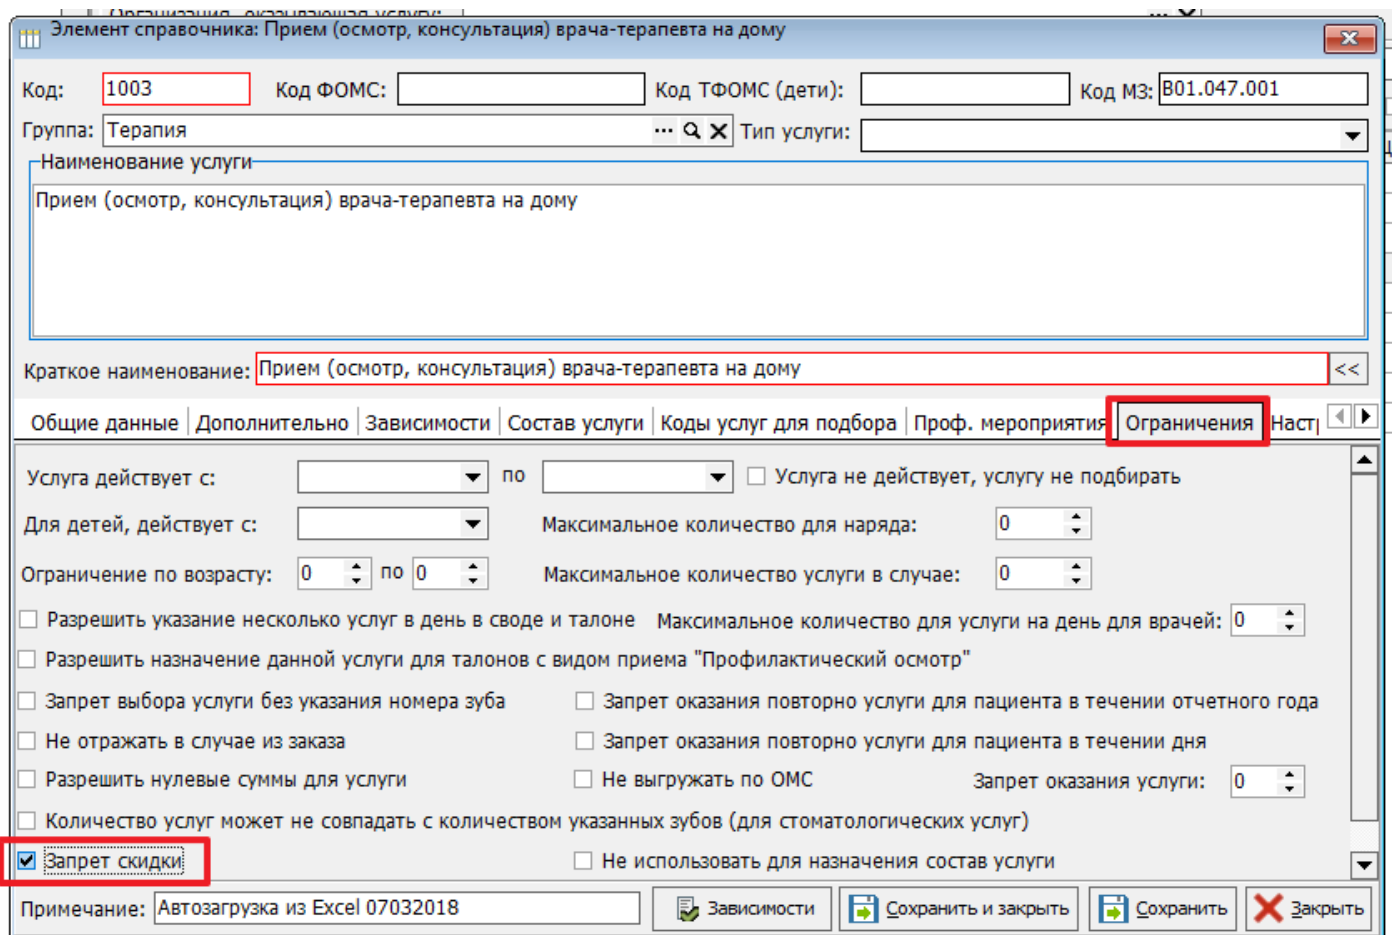 Организация, оказывающая услугу:
Элемент справочника: Прием (осмотр, консультация) врача-терапевта на дому
Код: 1003 Код ФОМС: Код ТФОМС (дети): Код МЗ: B01.047.001
Группа: Терапия Тип услуги:
Наименование услуги
Прием (осмотр, консультация) врача-терапевта на дому
Краткое наименование: Прием (осмотр, консультация) врача-терапевта на дому <<
Общие данные Дополнительно Зависимости Состав услуги Коды услуг для подбора Проф. мероприятия Ограничения Наст
Услуга действует с: по Услуга не действует, услугу не подбирать
Для детей, действует с: Максимальное количество для наряда: 0
Ограничение по возрасту: 0 по 0 Максимальное количество услуги в случае: 0
Разрешить указание несколько услуг в день в своде и талоне Максимальное количество для услуги на день для врачей: 0
Разрешить назначение данной услуги для талонов с видом приема "Профилактический осмотр"
Запрет выбора услуги без указания номера зуба Запрет оказания повторно услуги для пациента в течении отчетного года
Не отражать в случае из заказа Запрет оказания повторно услуги для пациента в течении дня
Разрешить нулевые суммы для услуги Не выгружать по ОМС Запрет оказания услуги: 0
Количество услуг может не совпадать с количеством указанных зубов (для стоматологических услуг)
Запрет скидки Не использовать для назначения состав услуги
Примечание: Автозагрузка из Excel 07032018 Зависимости Сохранить и закрыть Сохранить Закрыть